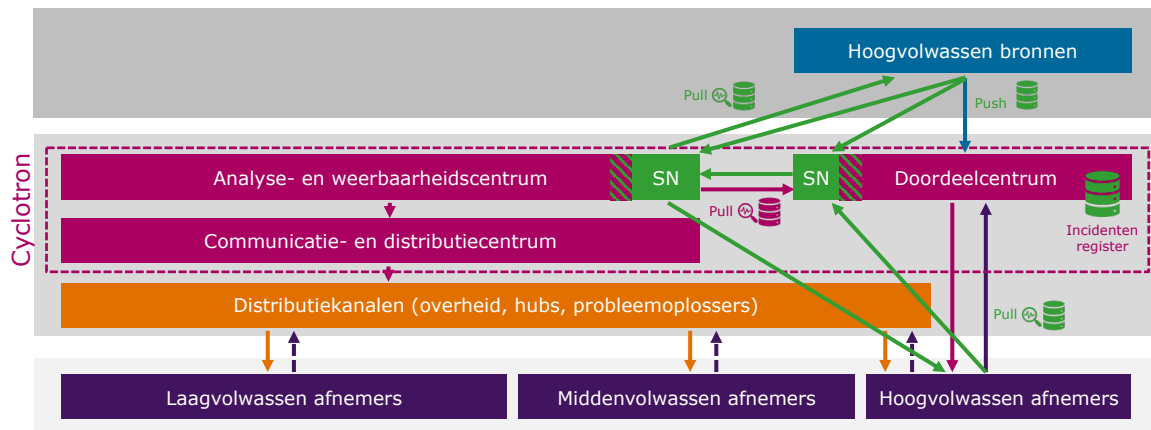 Hoogvolwassen bronnen
Pull
Push
Cyclotron
Analyse- en weerbaarheidscentrum
SN
SN
Doordeelcentrum
Pull
Incidenten
register
Communicatie- en distributiecentrum
Distributiekanalen (overheid, hubs, probleemoplossers)
Pull
Laagvolwassen afnemers
Middenvolwassen afnemers
Hoogvolwassen afnemers